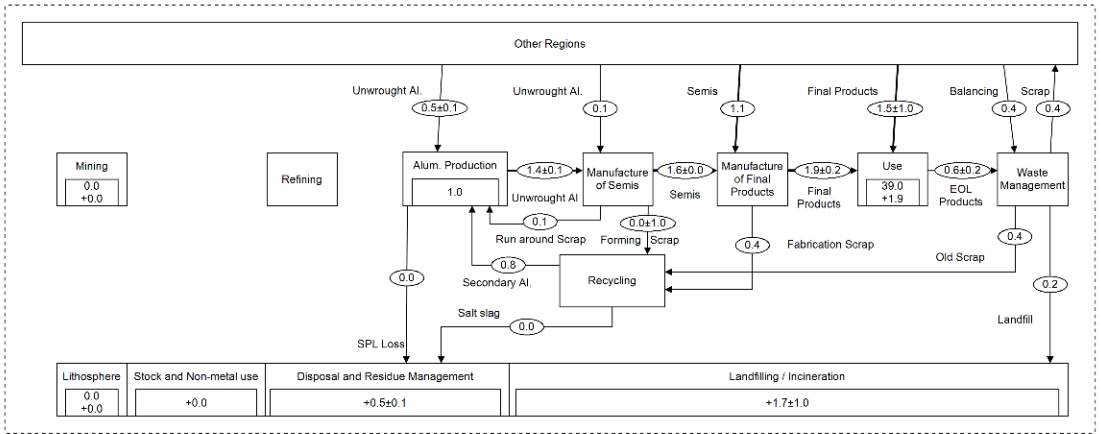 Other Regions
Unwrought Al.
0.5±0.1
Unwrought Al.
0.1
Semis
1.1
Final Products
1.5±1.0
Balancing
0.4
Scrap
0.4
Mining
0.0
+0.0
Refining
Alum. Production
1.0
1.4±0.1
Unwrought Al
Manufacture
of Semis
1.6±0.0
Semis
Manufacture
of Final
Products
1.9±0.2
Final
Products
Use
39.0
+1.9
0.6±0.2
EOL
Products
Waste
Management
0.1
Run around Scrap
0.0±1.0
Forming
Scrap
0.4
Fabrication Scrap
0.4
Old Scrap
0.8
Secondary Al.
Recycling
0.0
SPL Loss
Salt slag
0.0
0.2
Landfill
Lithosphere
0.0
+0.0
Stock and Non-metal use
+0.0
Disposal and Residue Management
+0.5±0.1
Landfilling / Incineration
+1.7±1.0